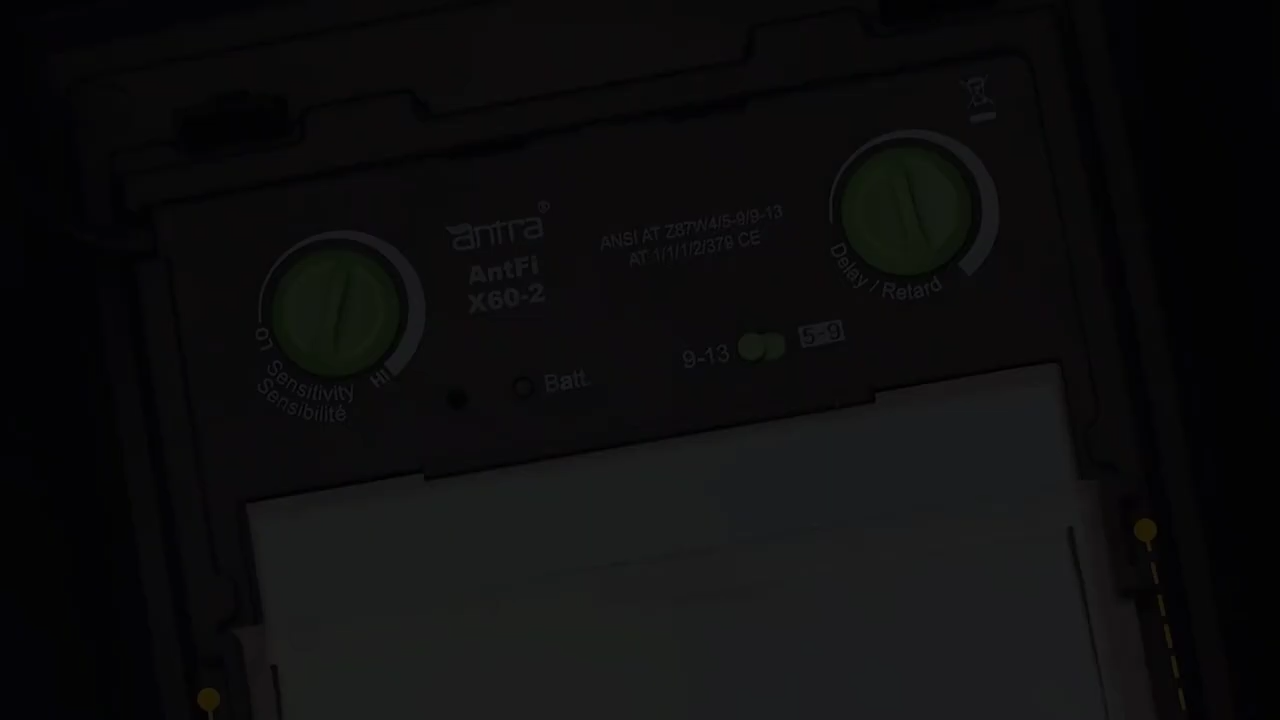 antra®
AntFi
X60-2
ANSI AT Z87W4/5-9/9-13
AT 1/1/1/2/379 CE
Delay / Retard
LO
HI
Sensitivity
Sensibilité
Batt.
9-13
5-9